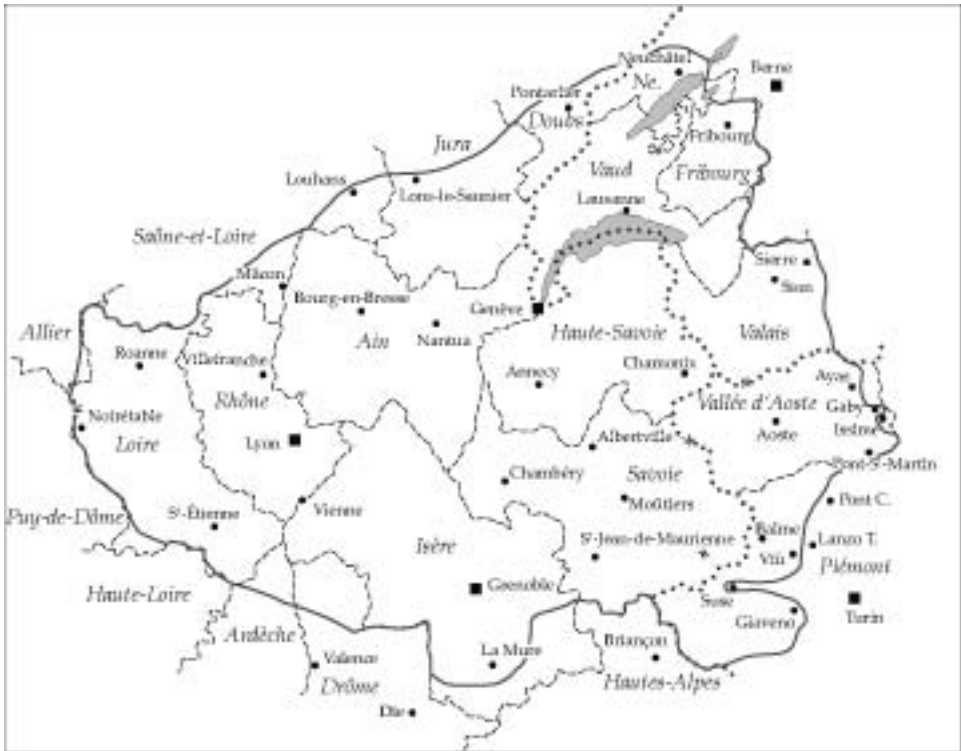 Neuchâtel
Berne
Ne.
Pontarlier
Doubs
Fribourg
Jura
Vaud
Fribourg
Louhans
Lons-le-Saunier
Lausanne
Saône-et-Loire
Sierre
Mâcon
Sion
Bourg-en-Bresse
Genève
Allier
Ain
Nantua
Haute-Savoie
Valais
Roanne
Villefranche
Chamonix
Annecy
Ayas
Rhône
Vallée d'Aoste
Gaby
Noirétable
Issime
Loire
Lyon
Albertville
Aoste
Pont-St-Martin
Chambéry
Savoie
Moûtiers
Pont C.
Puy-de-Dôme
St-Étienne
Vienne
Balme
Isère
St-Jean-de-Maurienne
Lanzo T.
Viù
Piémont
Haute-Loire
Grenoble
Suse
Giaveno
Turin
Ardèche
La Mure
Briançon
Valence
Drôme
Hautes-Alpes
Die